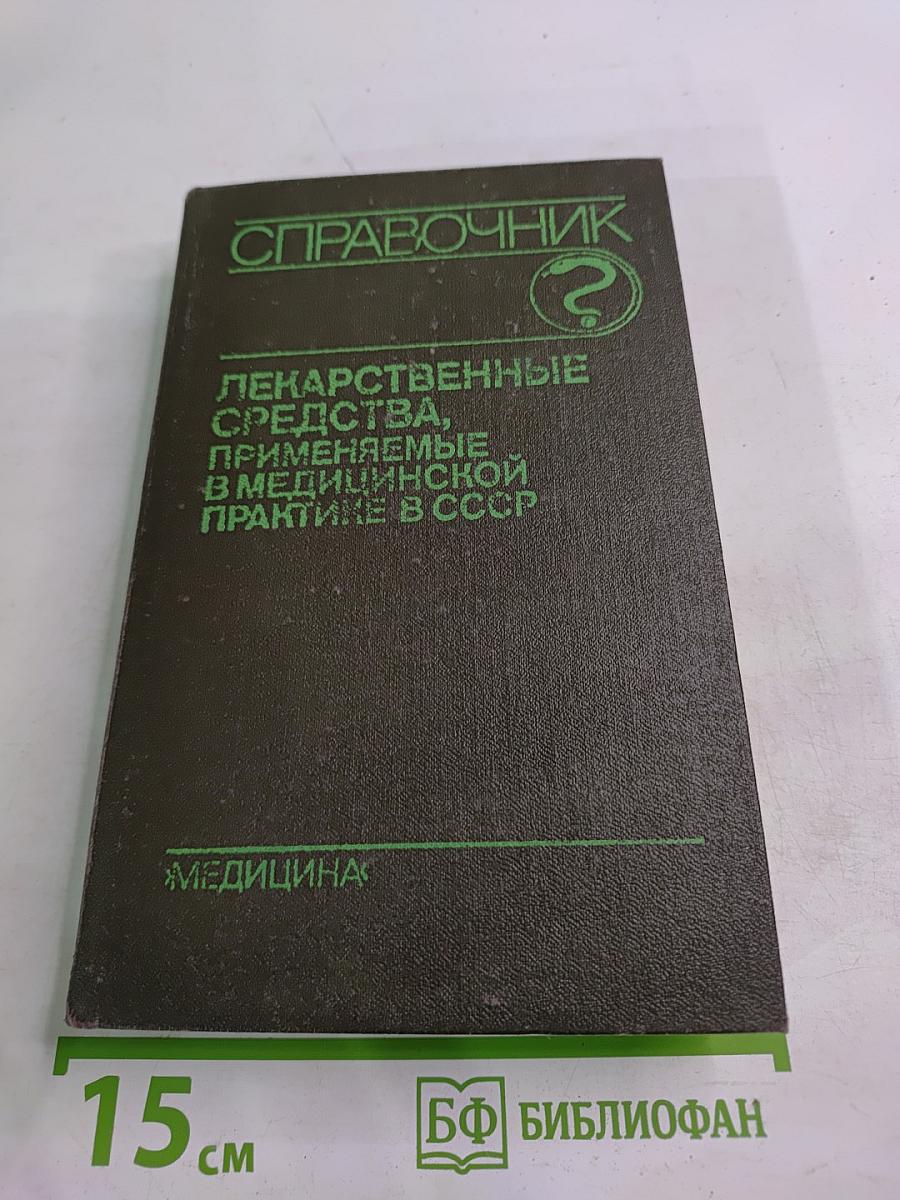 СПРАВОЧНИК
ЛЕКАРСТВЕННЫЕ
СРЕДСТВА,
ПРИМЕНЯЕМЫЕ
В МЕДИЦИНСКОЙ
ПРАКТИКЕ В СССР
›МЕДИЦИНА‹
15 см
БФ БИБЛИОФАН